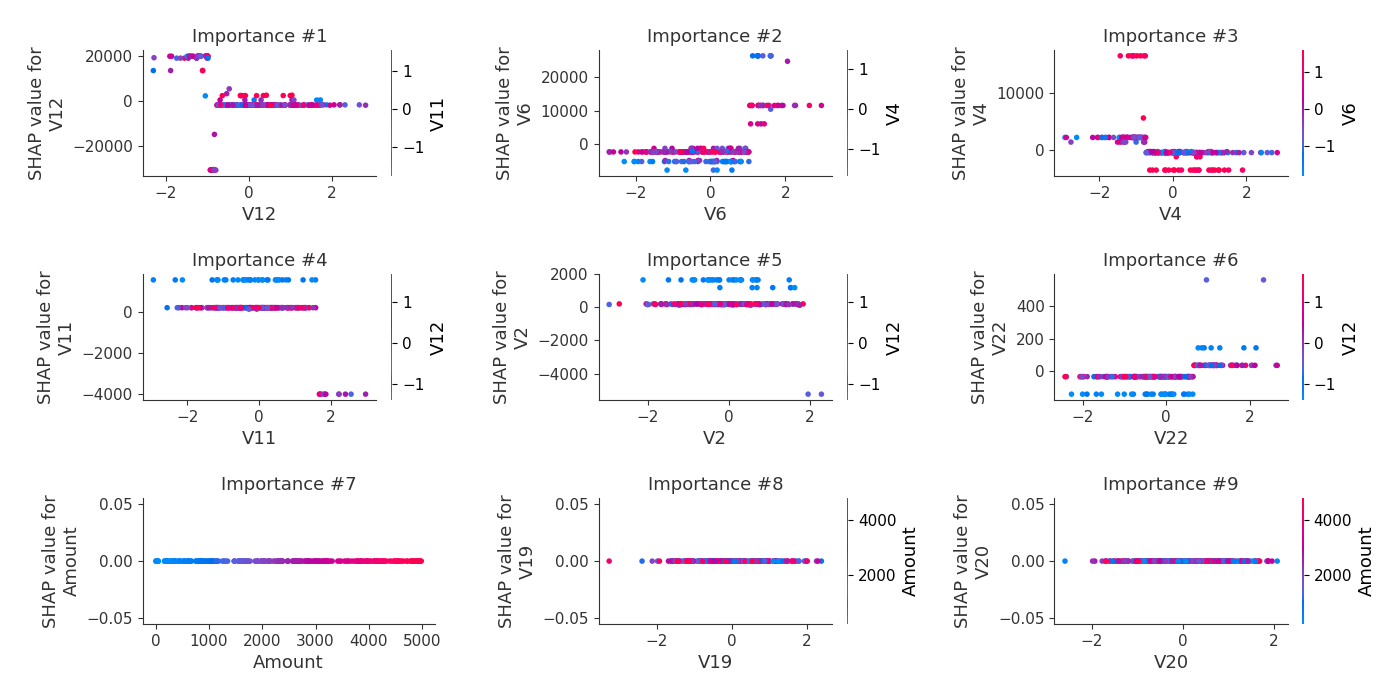 Importance #1
SHAP value for
V12
20000
0
−20000
−2
0
2
V12
1
0
−1
V11
Importance #2
SHAP value for
V6
20000
10000
0
−2
0
2
V6
1
0
−1
V4
Importance #3
SHAP value for
V4
10000
0
−2
0
2
V4
1
0
−1
V6
Importance #4
SHAP value for
V11
0
−2000
−4000
−2
0
2
V11
1
0
−1
V12
Importance #5
SHAP value for
V2
2000
0
−2000
−4000
−2
0
2
V2
1
0
−1
V12
Importance #6
SHAP value for
V22
400
200
0
−2
0
2
V22
1
0
−1
V12
Importance #7
SHAP value for
Amount
0.05
0.00
−0.05
0
1000
2000
3000
4000
5000
Amount
Importance #8
SHAP value for
V19
0.05
0.00
−0.05
−2
0
2
V19
4000
2000
Amount
Importance #9
SHAP value for
V20
0.05
0.00
−0.05
−2
0
2
V20
4000
2000
Amount